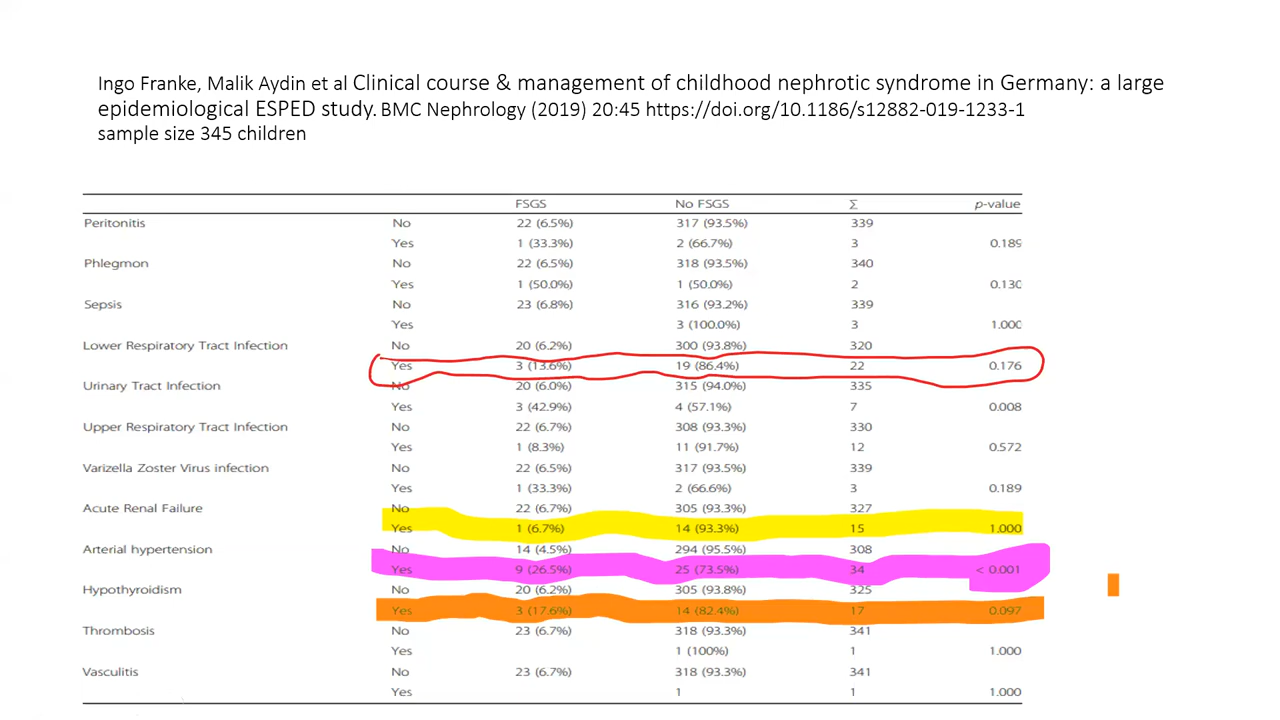 Ingo Franke, Malik Aydin et al Clinical course & management of childhood nephrotic syndrome in Germany: a large
epidemiological ESPED study. BMC Nephrology (2019) 20:45 https://doi.org/10.1186/s12882-019-1233-1
sample size 345 children
FSGS No FSGS Σ p-value
Peritonitis No 22 (6.5%) 317 (93.5%) 339
Yes 1 (33.3%) 2 (66.7%) 3 0.189
Phlegmon No 22 (6.5%) 318 (93.5%) 340
Yes 1 (50.0%) 1 (50.0%) 2 0.130
Sepsis No 23 (6.8%) 316 (93.2%) 339
Yes 3 (100.0%) 3 1.000
Lower Respiratory Tract Infection No 20 (6.2%) 300 (93.8%) 320
Yes 3 (13.6%) 19 (86.4%) 22 0.176
Urinary Tract Infection No 20 (6.0%) 315 (94.0%) 335
Yes 3 (42.9%) 4 (57.1%) 7 0.008
Upper Respiratory Tract Infection No 22 (6.7%) 308 (93.3%) 330
Yes 1 (8.3%) 11 (91.7%) 12 0.572
Varizella Zoster Virus infection No 22 (6.5%) 317 (93.5%) 339
Yes 1 (33.3%) 2 (66.6%) 3 0.189
Acute Renal Failure No 22 (6.7%) 305 (93.3%) 327
Yes 1 (6.7%) 14 (93.3%) 15 1.000
Arterial hypertension No 14 (4.5%) 294 (95.5%) 308
Yes 9 (26.5%) 25 (73.5%) 34 < 0.001
Hypothyroidism No 20 (6.2%) 305 (93.8%) 325
Yes 3 (17.6%) 14 (82.4%) 17 0.097
Thrombosis No 23 (6.7%) 318 (93.3%) 341
Yes 1 (100%) 1 1.000
Vasculitis No 23 (6.7%) 318 (93.3%) 341
Yes 1 1 1.000